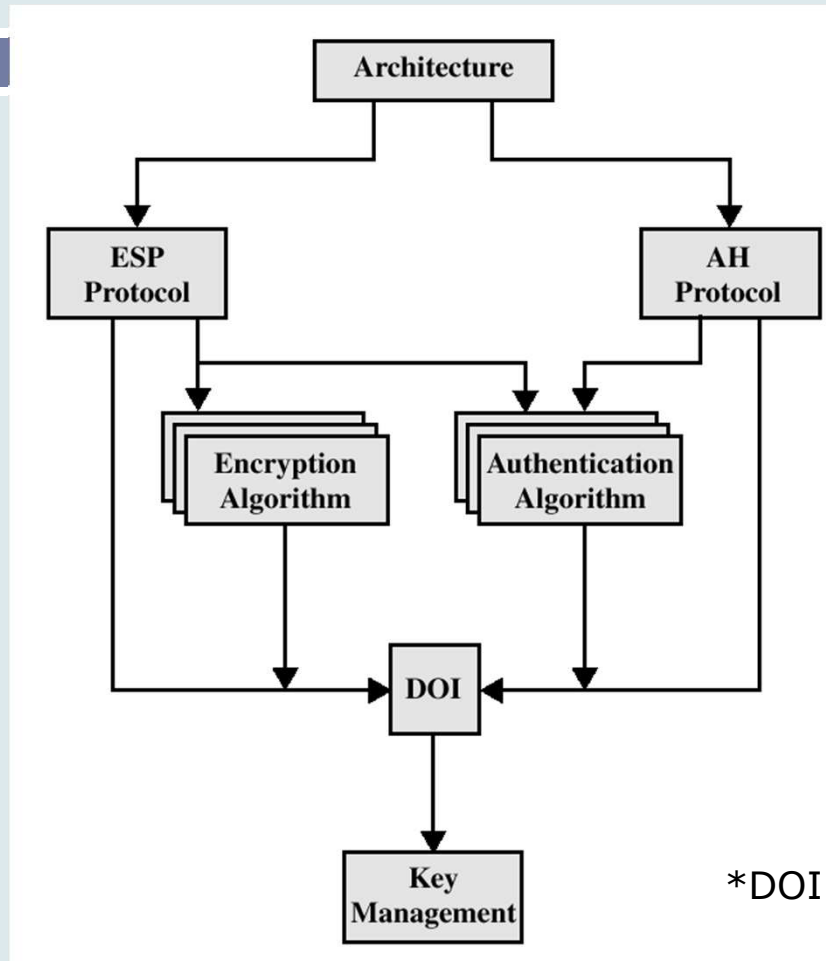 Architecture
ESP
Protocol
AH
Protocol
Encryption
Algorithm
Authentication
Algorithm
DOI
Key
Management
*DOI